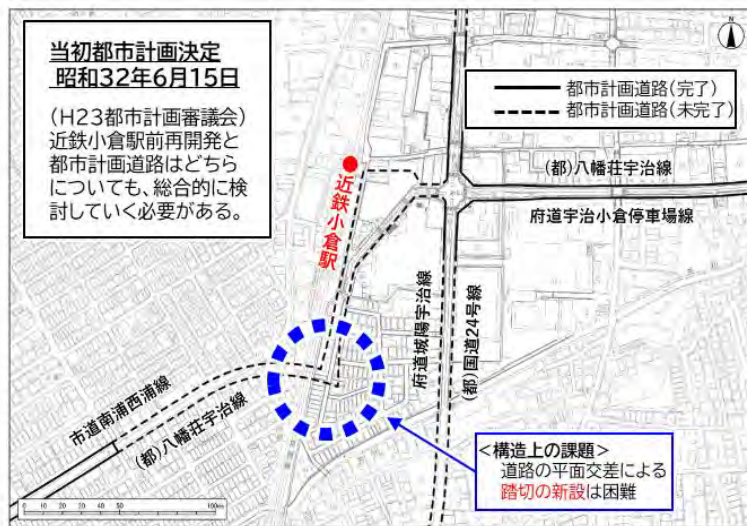 当初都市計画決定
昭和32年6月15日
(H23都市計画審議会)
近鉄小倉駅前再開発と
都市計画道路はどちら
についても、総合的に検
討していく必要がある。
N
都市計画道路(完了)
都市計画道路(未完了)
(都)八幡荘宇治線
府道宇治小倉停車場線
近鉄小倉駅
府道城陽宇治線
(都)国道24号線
市道南浦西浦線
(都)八幡荘宇治線
<構造上の課題>
道路の平面交差による
踏切の新設は困難
0 10 20 30 40 50 100m